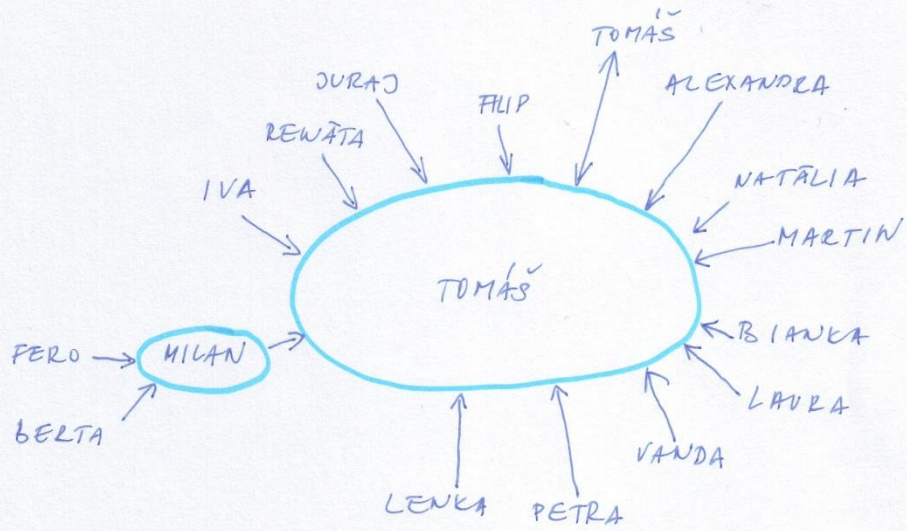 TOMÁŠ
JURAJ
FILIP
ALEXANDRA
RENÁTA
IVA
NATÁLIA
MARTIN
TOMÁŠ
BIANKA
FERO
MILAN
LAURA
BERTA
VANDA
LENKA
PETRA